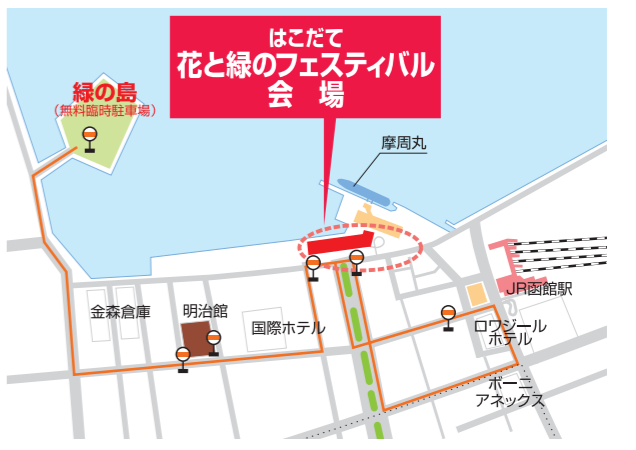 はこだて
花と緑のフェスティバル
会 場
緑の島
(無料臨時駐車場)
摩周丸
JR函館駅
金森倉庫
明治館
国際ホテル
ロワジール
ホテル
ボーニ
アネックス